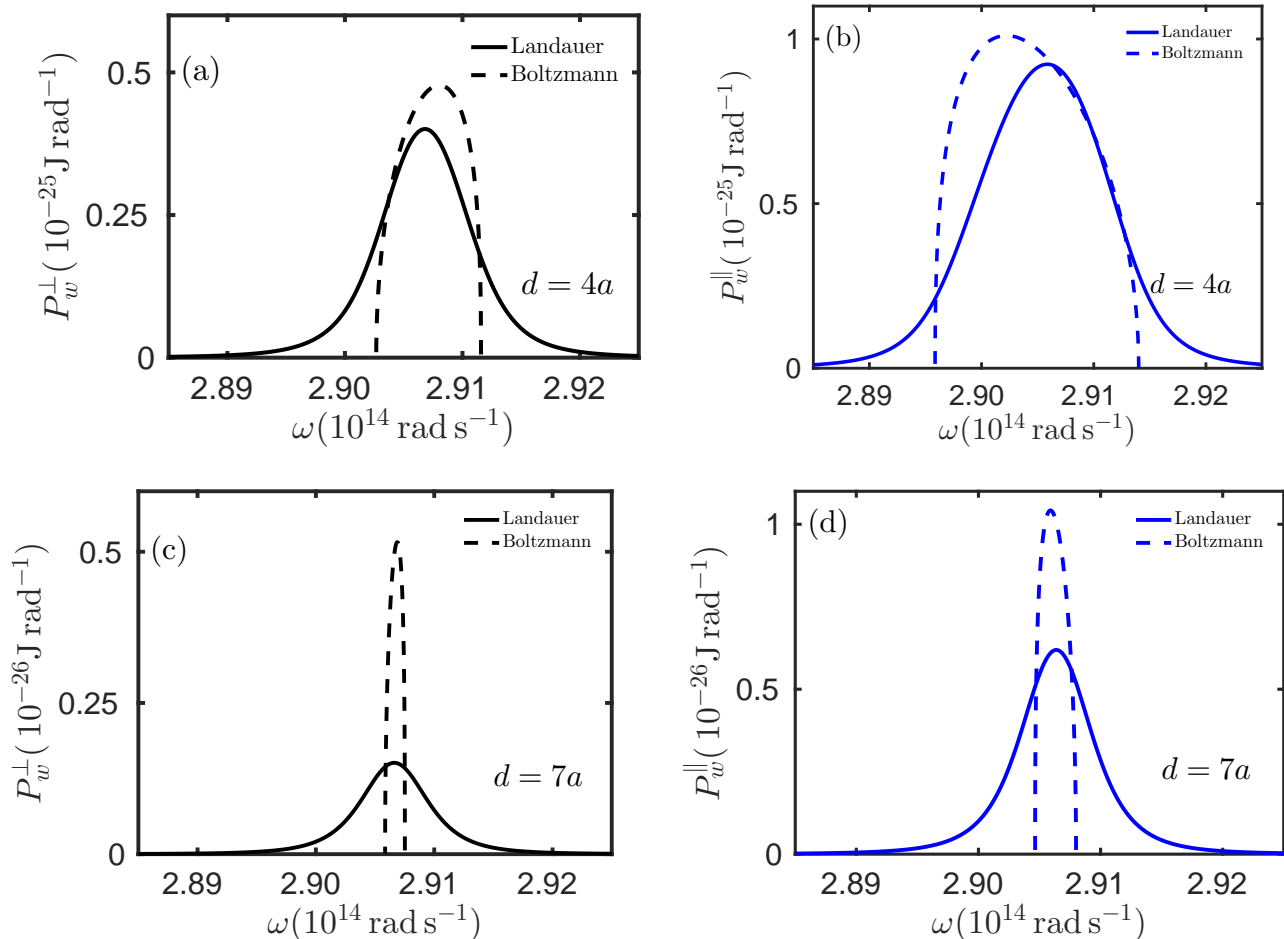 (a)
Landauer
Boltzmann
0.5
0.25
0
P_w^⊥( 10^{−25}J rad^{−1})
d = 4a
2.89 2.90 2.91 2.92
ω(10^{14} rad s^{−1})
(b)
Landauer
Boltzmann
1
0.5
0
P_w^∥( 10^{−25}J rad^{−1})
d = 4a
2.89 2.90 2.91 2.92
ω(10^{14} rad s^{−1})
(c)
Landauer
Boltzmann
0.5
0.25
0
P_w^⊥( 10^{−26}J rad^{−1})
d = 7a
2.89 2.90 2.91 2.92
ω(10^{14} rad s^{−1})
(d)
Landauer
Boltzmann
1
0.5
0
P_w^∥( 10^{−26}J rad^{−1})
d = 7a
2.89 2.90 2.91 2.92
ω(10^{14} rad s^{−1})